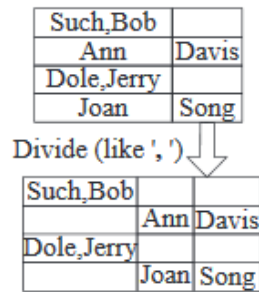 Such,Bob
Ann Davis
Dole,Jerry
Joan Song
Divide (like ', ')
Such,Bob
Ann Davis
Dole,Jerry
Joan Song